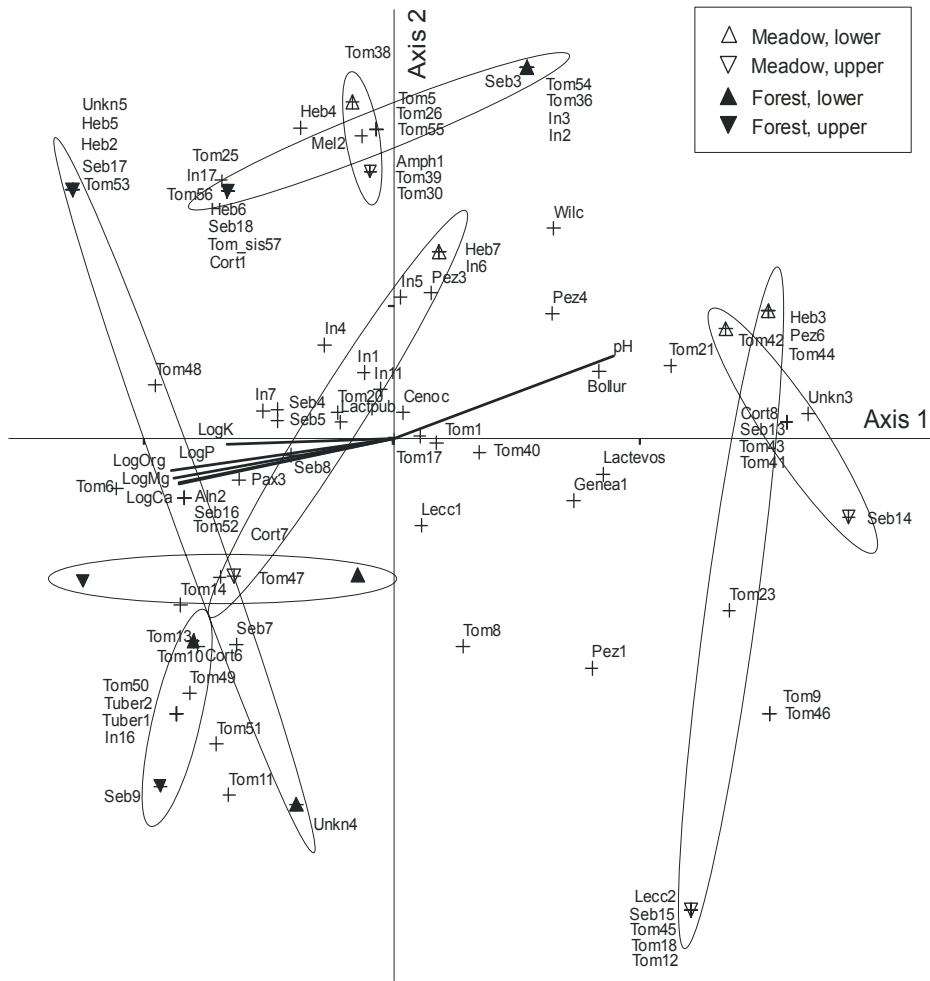 Axis 2
Meadow, lower
Meadow, upper
Forest, lower
Forest, upper
Tom38
Seb3
Tom54
Tom36
In3
In2
Unkn5
Heb5
Heb2
Seb17
Tom53
Heb4
Mel2
Tom5
Tom26
Tom55
Tom25
In17
Tom56
Heb6
Seb18
Tom_sis57
Cort1
Amph1
Tom39
Tom30
Wilc
Heb7
In6
Pez3
In5
Pez4
In4
pH
Heb3
Pez6
Tom44
Tom42
Tom21
In1
In11
Bollur
Tom48
In7
Seb4
Seb5
Tom20
Lactpub
Cenoc
Unkn3
Cort8
Seb13
Tom43
Tom41
Axis 1
LogK
LogP
LogOrg
LogMg
LogCa
Tom6
Seb8
Tom17
Tom1
Tom40
Lactevos
Genea1
Pax3
Aln2
Seb16
Tom52
Lecc1
Seb14
Cort7
Tom47
Tom14
Tom23
Tom13
Tom10
Cort6
Seb7
Tom8
Pez1
Tom50
Tuber2
Tuber1
In16
Tom49
Tom9
Tom46
Tom51
Tom11
Seb9
Unkn4
Lecc2
Seb15
Tom45
Tom18
Tom12